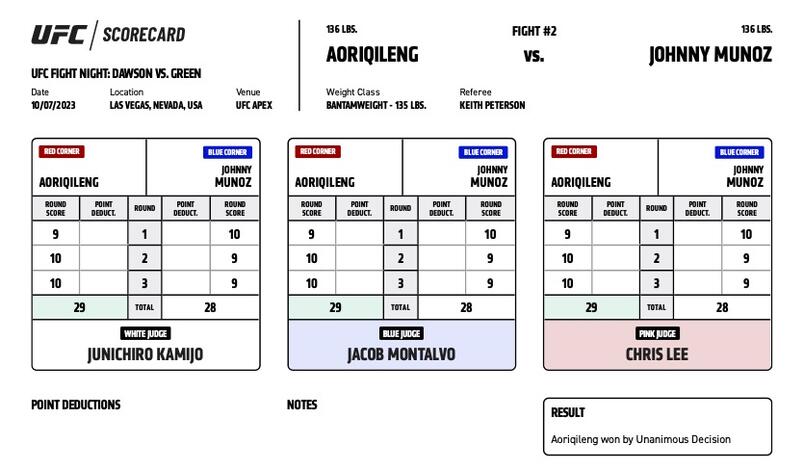 UFC / SCORECARD
UFC FIGHT NIGHT: DAWSON VS. GREEN
Date Location Venue
10/07/2023 LAS VEGAS, NEVADA, USA UFC APEX
136 LBS. FIGHT #2 136 LBS.
AORIQILENG VS. JOHNNY MUNOZ
Weight Class Referee
BANTAMWEIGHT - 135 LBS. KEITH PETERSON
RED CORNER BLUE CORNER
AORIQILENG JOHNNY MUNOZ
ROUND SCORE POINT DEDUCT. ROUND POINT DEDUCT. ROUND SCORE
9 1 10
10 2 9
10 3 9
29 TOTAL 28
WHITE JUDGE
JUNICHIRO KAMIJO
RED CORNER BLUE CORNER
AORIQILENG JOHNNY MUNOZ
ROUND SCORE POINT DEDUCT. ROUND POINT DEDUCT. ROUND SCORE
9 1 10
10 2 9
10 3 9
29 TOTAL 28
BLUE JUDGE
JACOB MONTALVO
RED CORNER BLUE CORNER
AORIQILENG JOHNNY MUNOZ
ROUND SCORE POINT DEDUCT. ROUND POINT DEDUCT. ROUND SCORE
9 1 10
10 2 9
10 3 9
29 TOTAL 28
PINK JUDGE
CHRIS LEE
POINT DEDUCTIONS
NOTES
RESULT
Aoriqileng won by Unanimous Decision